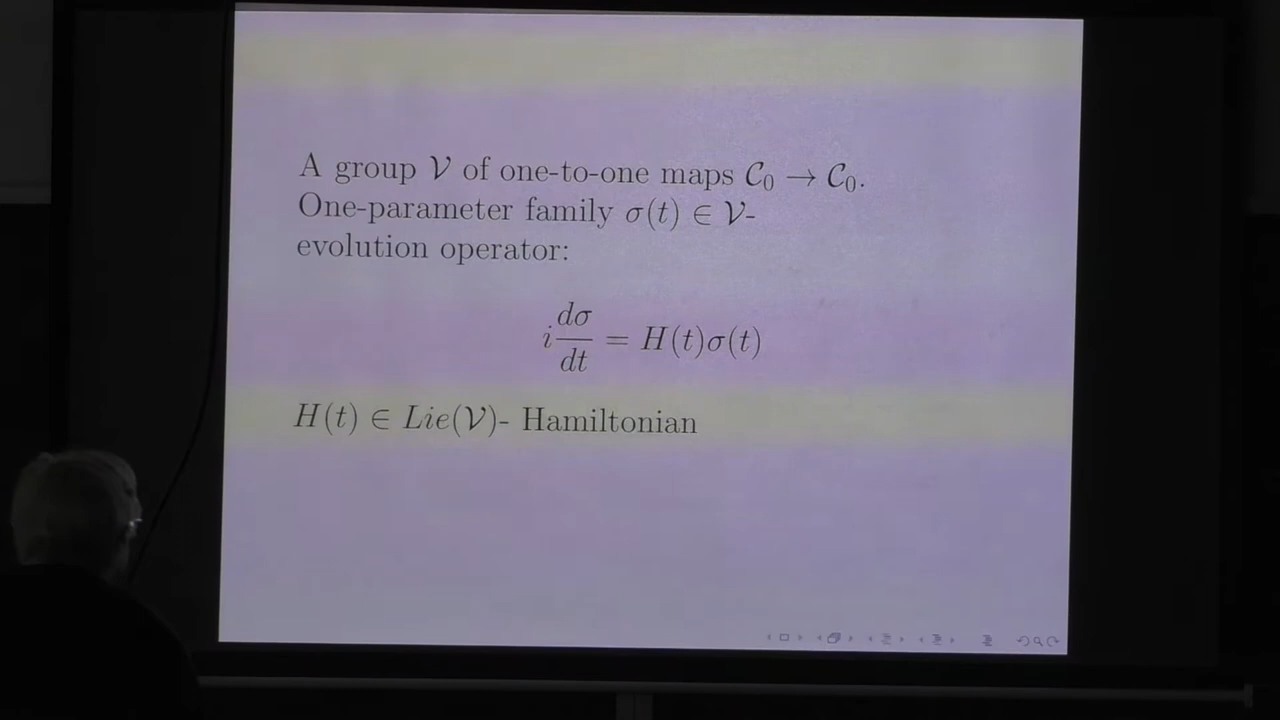 A group 𝒱 of one-to-one maps 𝒞₀ → 𝒞₀.
One-parameter family σ(t) ∈ 𝒱-
evolution operator:
i dσ/dt = H(t)σ(t)
H(t) ∈ Lie(𝒱)- Hamiltonian